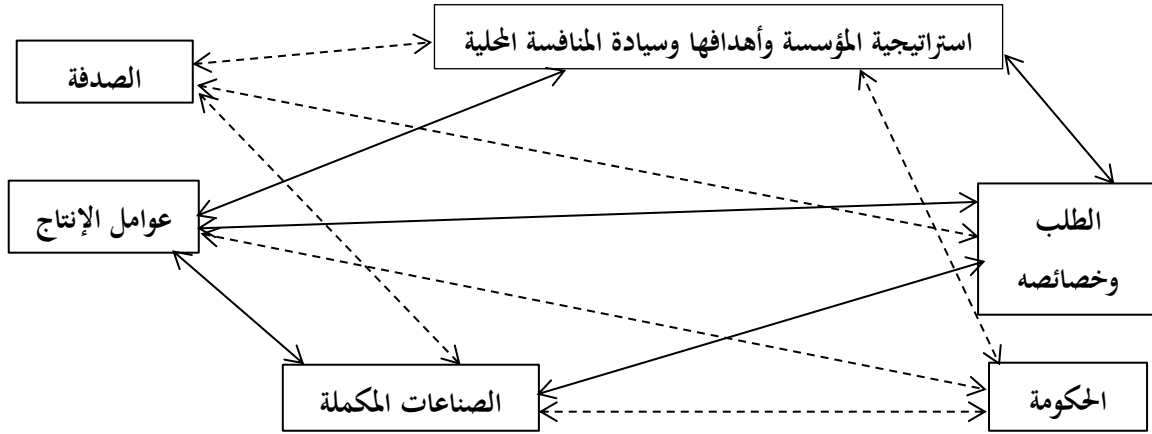 استراتيجية المؤسسة وأهدافها وسيادة المنافسة المحلية
الصدفة
عوامل الإنتاج
الطلب
وخصائصه
الصناعات المكملة
الحكومة